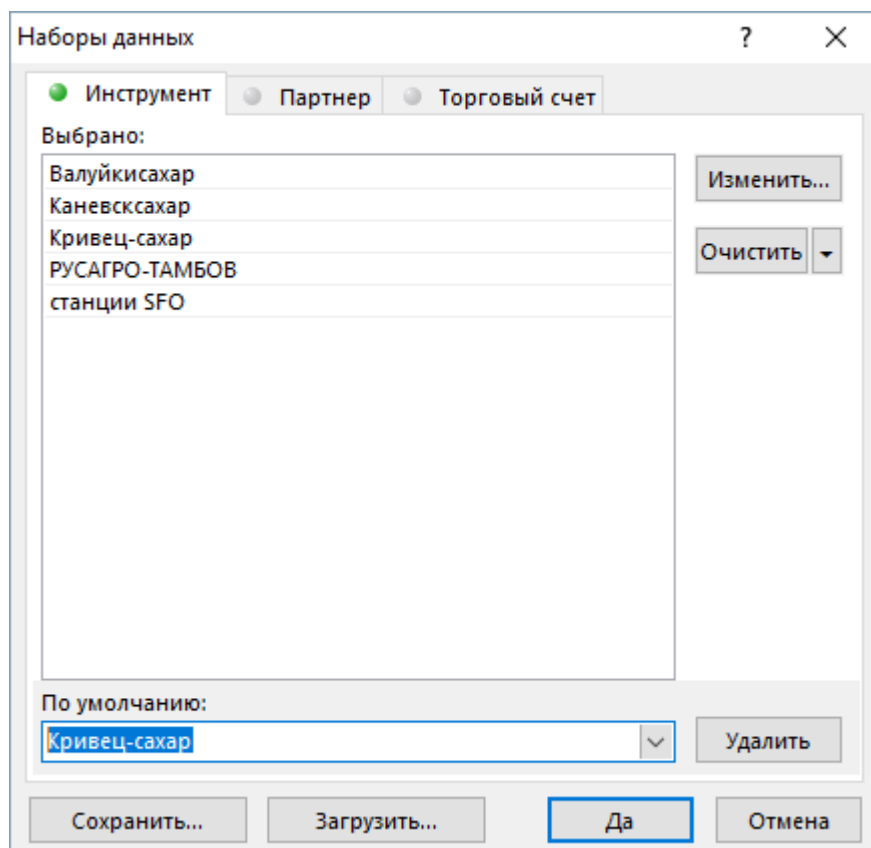 Наборы данных
Инструмент Партнер Торговый счет
Выбрано:
Валуйкисахар
Изменить...
Каневсксахар
Кривец-сахар
Очистить
РУСАГРО-ТАМБОВ
станции SFO
По умолчанию:
Кривец-сахар
Удалить
Сохранить... Загрузить... Да Отмена